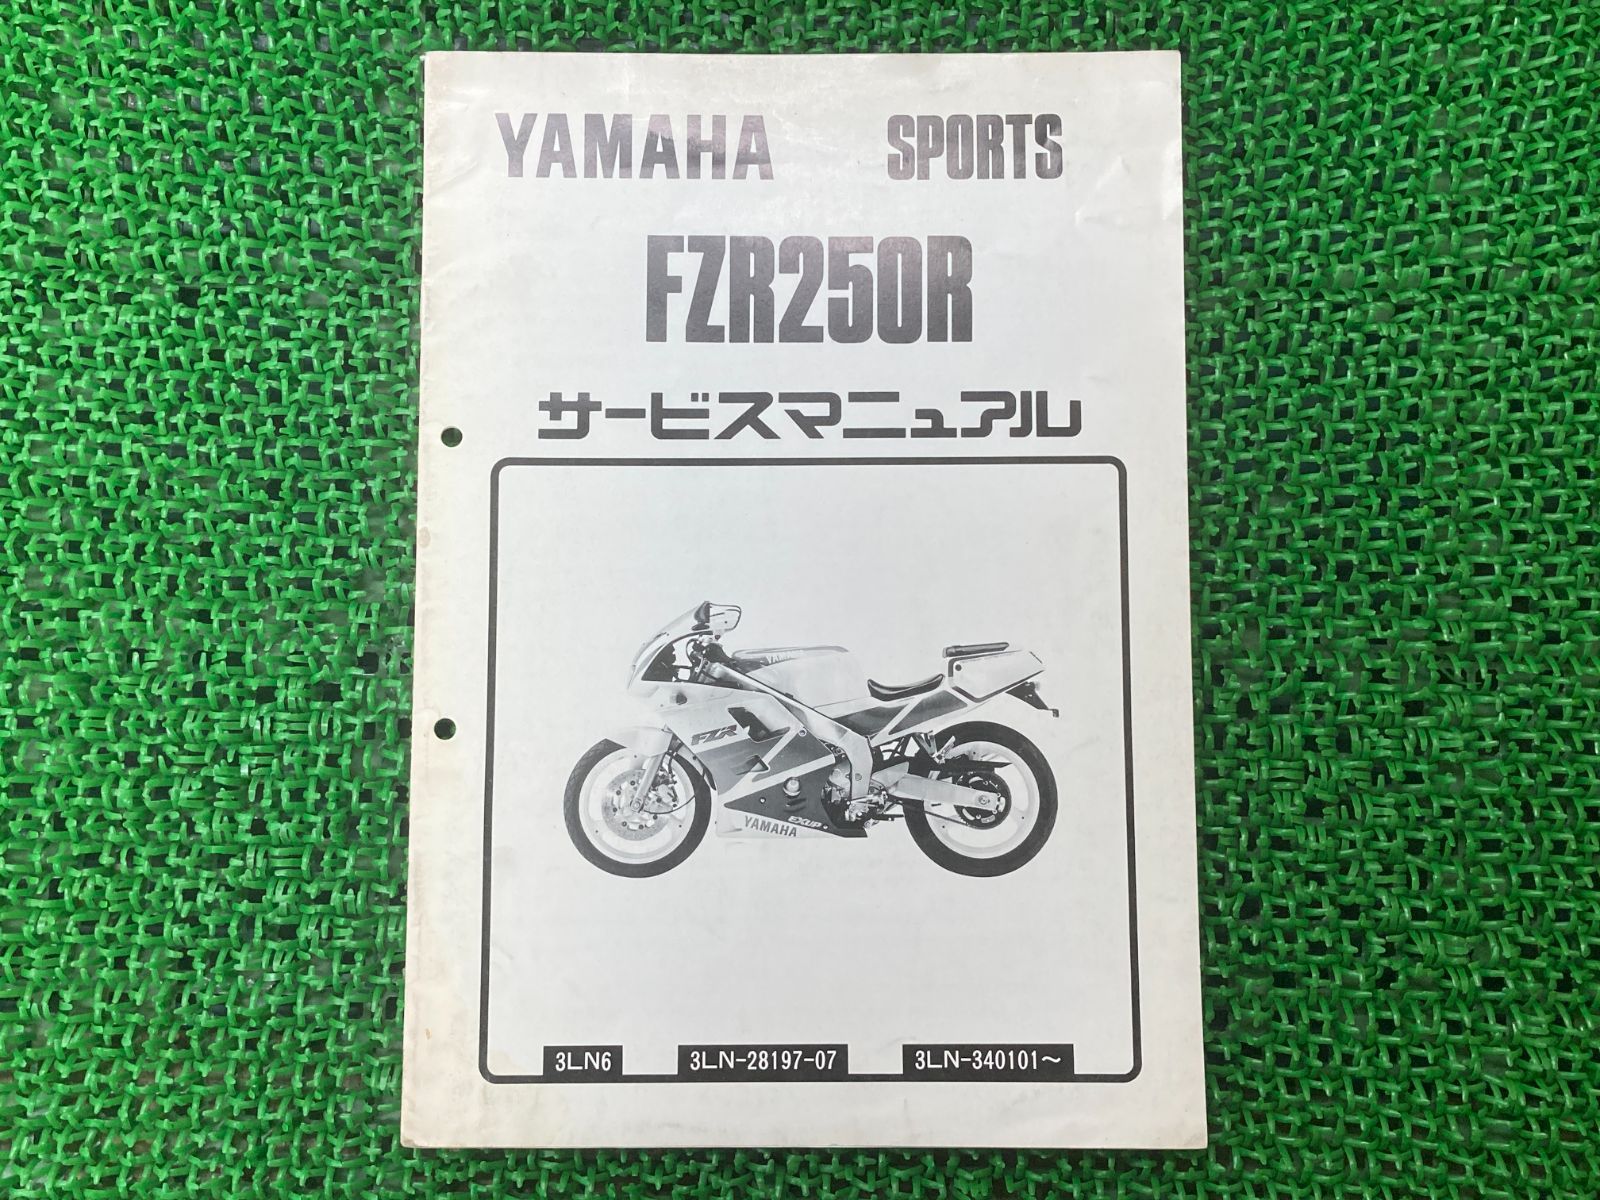 YAMAHA SPORTS
FZR250R
サービスマニュアル
YAMAHA
FZR
YAMAHA
EXUP
3LN6 3LN-28197-07 3LN-340101～